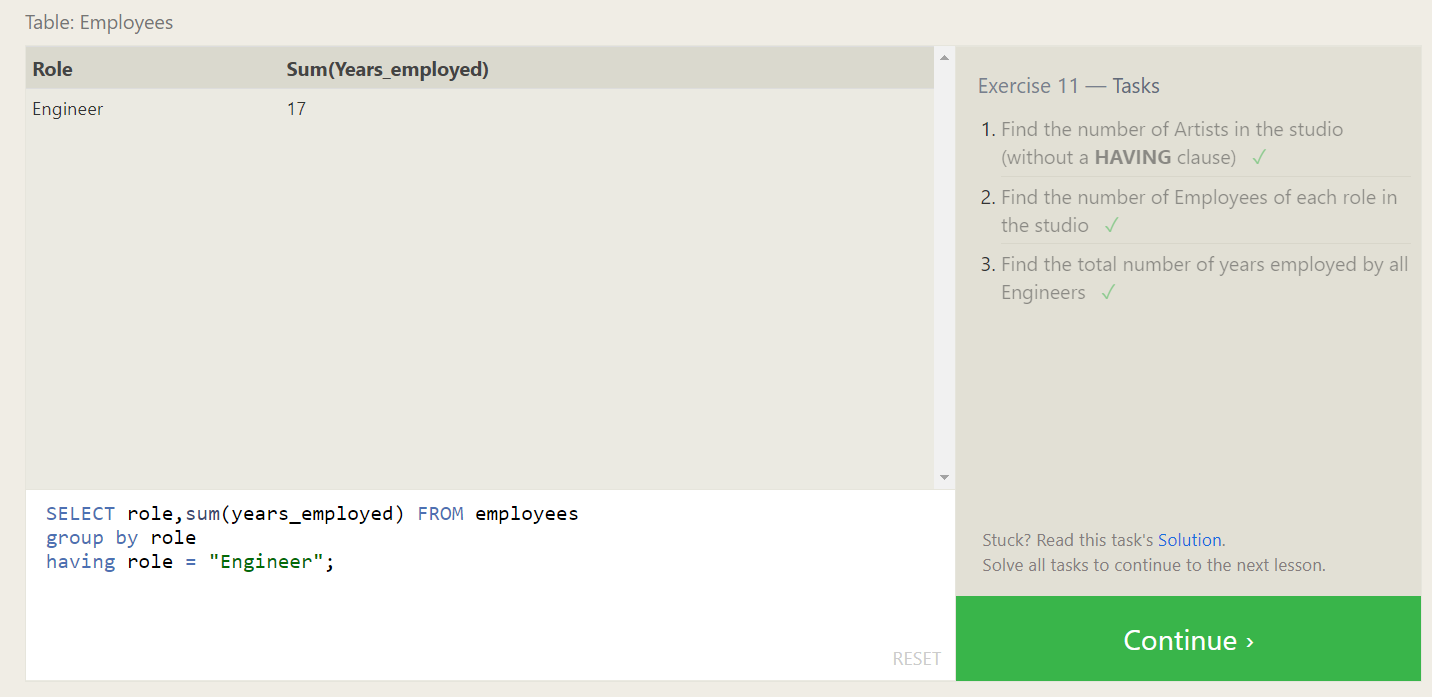 Table: Employees
Role Sum(Years_employed)
Engineer 17
SELECT role,sum(years_employed) FROM employees
group by role
having role = "Engineer";
RESET
Exercise 11 — Tasks
1. Find the number of Artists in the studio
(without a HAVING clause) ✓
2. Find the number of Employees of each role in
the studio ✓
3. Find the total number of years employed by all
Engineers ✓
Stuck? Read this task's Solution.
Solve all tasks to continue to the next lesson.
Continue ›